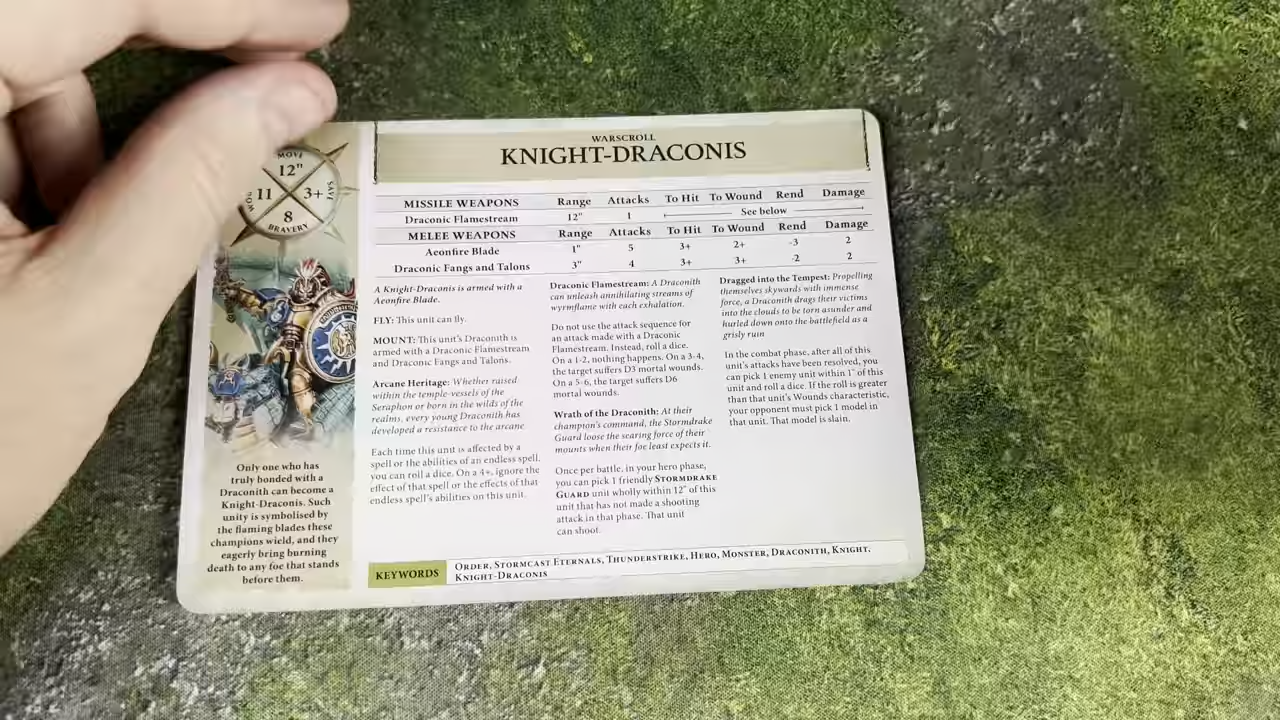 MOVE
12"
11
3+
SAVE
8
BRAVERY
Only one who has
truly bonded with a
Draconith can become a
Knight-Draconis. Such
unity is symbolised by
the flaming blades these
champions wield, and they
eagerly bring burning
death to any foe that stands
before them.
WARSCROLL
KNIGHT-DRACONIS
MISSILE WEAPONS Range Attacks To Hit To Wound Rend Damage
Draconic Flamestream 12" 1 See below
MELEE WEAPONS Range Attacks To Hit To Wound Rend Damage
Aeonfire Blade 1" 5 3+ 2+ -3 2
Draconic Fangs and Talons 3" 4 3+ 3+ -2 2
A Knight-Draconis is armed with a
Aeonfire Blade.
FLY: This unit can fly.
MOUNT: This unit's Draconith is
armed with a Draconic Flamestream
and Draconic Fangs and Talons.
Arcane Heritage: Whether raised
within the temple-vessels of the
Seraphon or born in the wilds of the
realms, every young Draconith has
developed a resistance to the arcane
Each time this unit is affected by a
spell or the abilities of an endless spell,
you can roll a dice. On a 4+, ignore the
effect of that spell or the effects of that
endless spell's abilities on this unit.
Draconic Flamestream: A Draconith
can unleash annihilating streams of
wyrmflame with each exhalation.
Do not use the attack sequence for
an attack made with a Draconic
Flamestream. Instead, roll a dice.
On a 1-2, nothing happens. On a 3-4,
the target suffers D3 mortal wounds.
On a 5-6, the target suffers D6
mortal wounds.
Wrath of the Draconith: At their
champion's command, the Stormdrake
Guard loose the searing force of their
mounts when their foe least expects it.
Once per battle, in your hero phase,
you can pick 1 friendly STORMDRAKE
GUARD unit wholly within 12" of this
unit that has not made a shooting
attack in that phase. That unit
can shoot.
Dragged into the Tempest: Propelling
themselves skywards with immense
force, a Draconith drags their victims
into the clouds to be torn asunder and
hurled down onto the battlefield as a
grisly ruin
In the combat phase, after all of this
unit's attacks have been resolved, you
can pick 1 enemy unit within 1" of this
unit and roll a dice. If the roll is greater
than that unit's Wounds characteristic,
your opponent must pick 1 model in
that unit. That model is slain.
KEYWORDS
ORDER, STORMCAST ETERNALS, THUNDERSTRIKE, HERO, MONSTER, DRACONITH, KNIGHT,
KNIGHT-DRACONIS